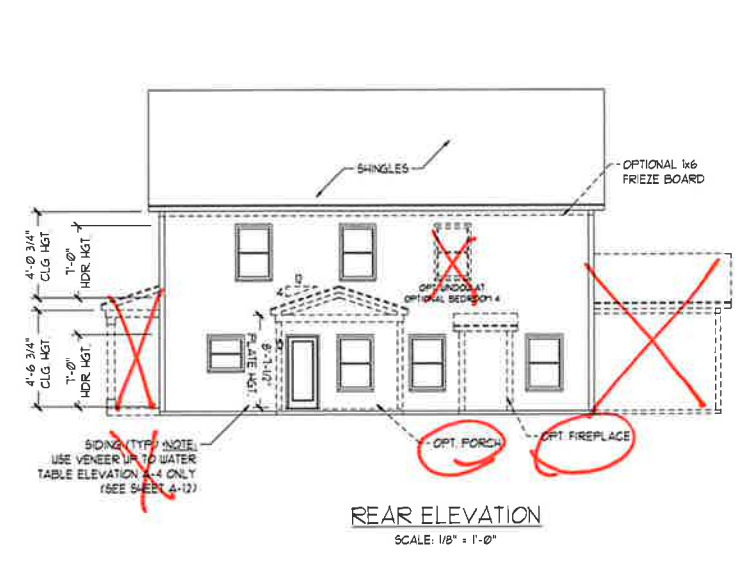 SHINGLES
OPTIONAL 1x6
FRIEZE BOARD
4'-0 3/4"
CLG HGT
7'-0"
HDR HGT.
OPT. WINDOW AT
OPTIONAL BEDROOM 4
12
4
8'-7-1/2"
PLATE HGT.
4'-6 3/4"
CLG HGT
7'-0"
HDR HGT.
SIDING (TYP.) NOTE:
USE VENEER UP TO WATER
TABLE ELEVATION A-4 ONLY
(SEE SHEET A-12)
OPT. PORCH
OPT. FIREPLACE
REAR ELEVATION
SCALE: 1/8" = 1'-0"